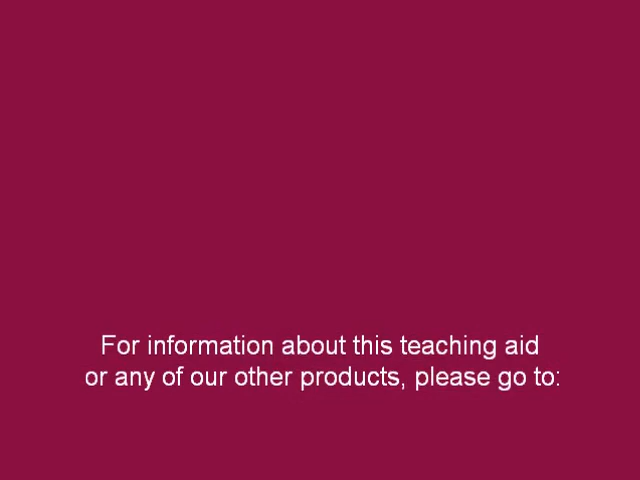 For information about this teaching aid
or any of our other products, please go to: